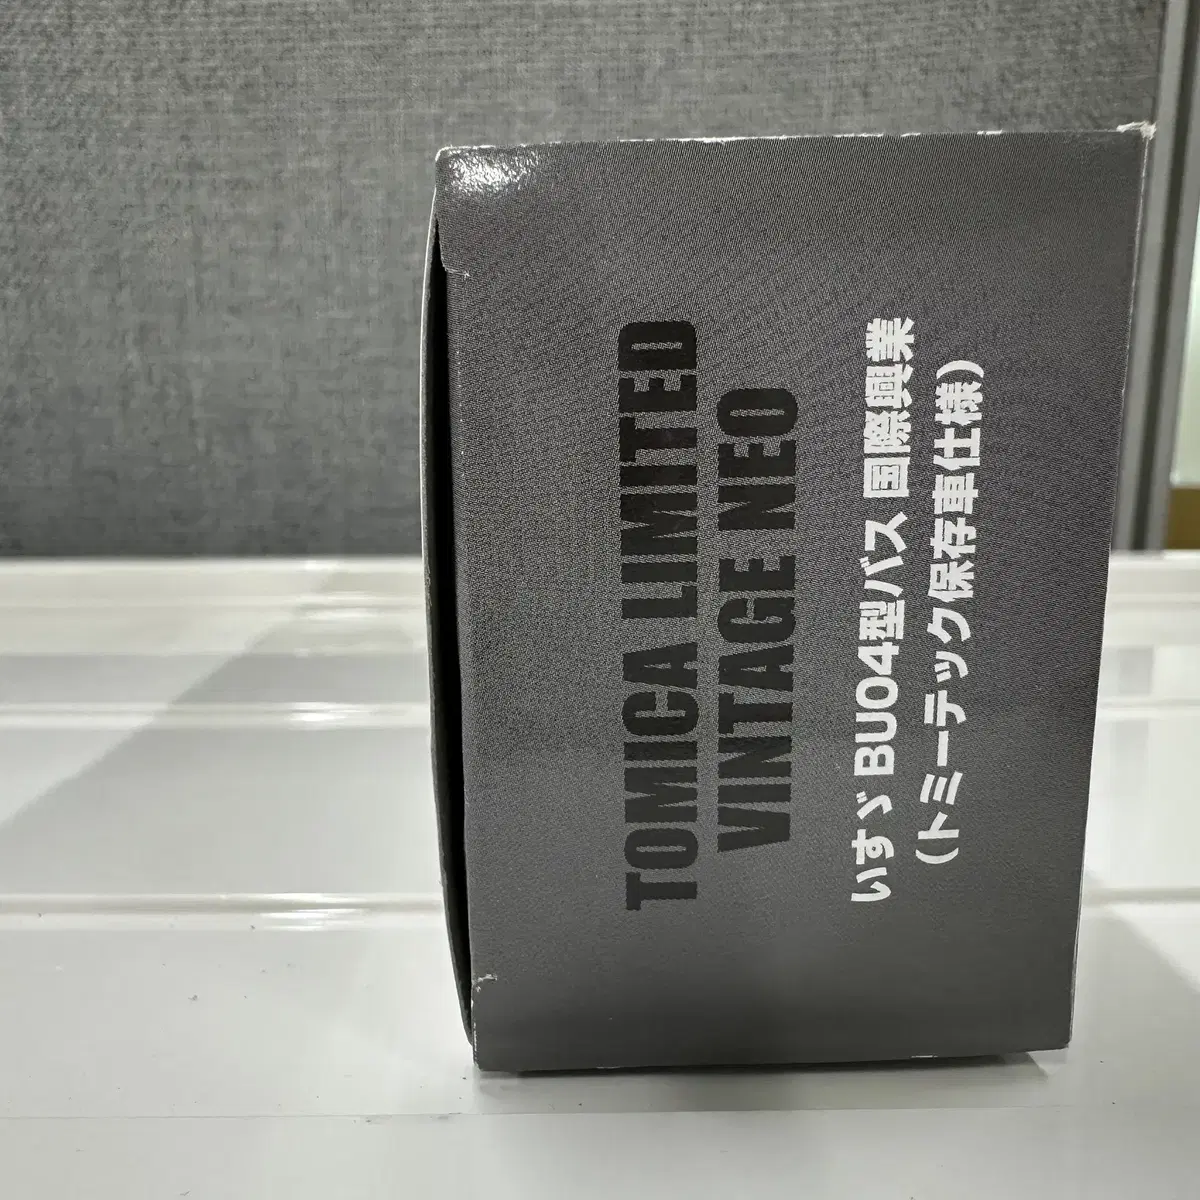 TOMICA LIMITED
VINTAGE NEO
いすゞ BU04型バス 国際興業
（トミーテック保存車仕様）